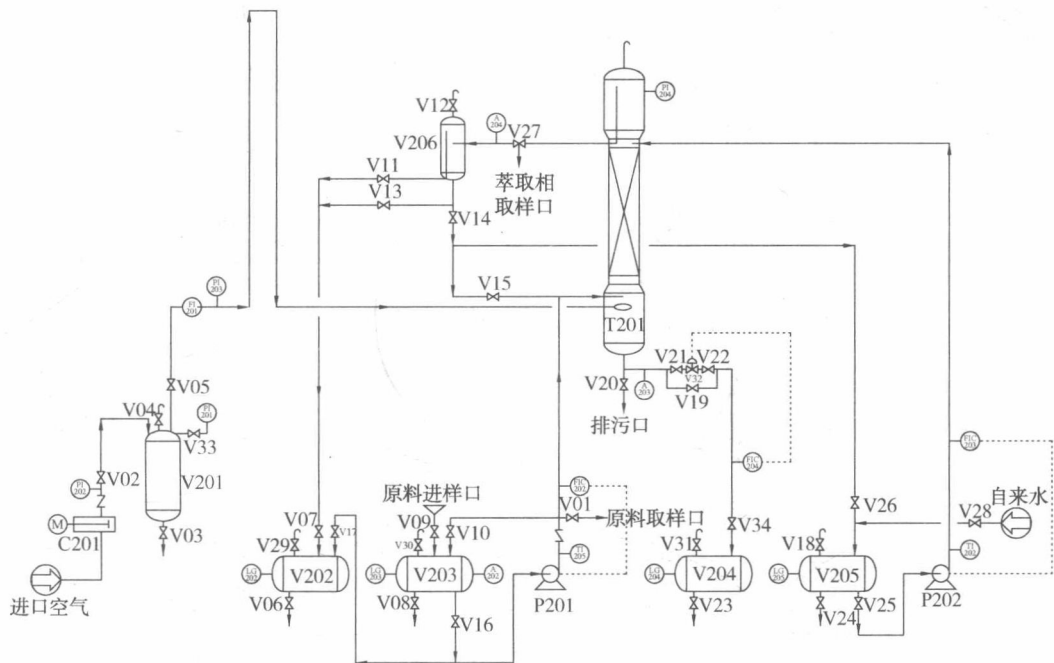 V12
A
204
V27
V206
PI
204
V11
V13
萃取相
取样口
V14
V15
PI
203
FI
201
T201
V05
V21
V22
V32
V20
A
203
V19
排污口
V04
PI
201
V33
V02
PI
202
V201
M
C201
V03
进口空气
原料进样口
V07
V17
V09
V10
V29
V30
FIC
202
V01
原料取样口
TI
205
LG
202
V202
LG
203
V203
A
202
V06
V08
V16
P201
FIC
204
V34
V31
LG
204
V204
V23
FIC
203
V26
自来水
V28
V18
TI
202
LG
205
V205
V24
V25
P202